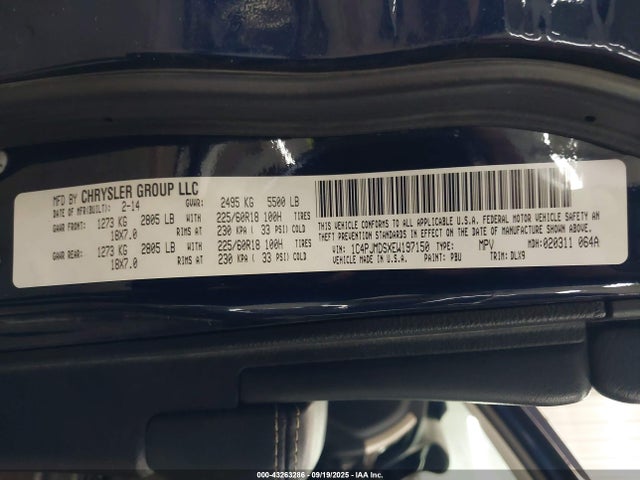 MFD BY CHRYSLER GROUP LLC
DATE OF MFR(BUILT): 2-14 GVWR: 2495 KG 5500 LB
GAWR FRONT: 1273 KG 2805 LB WITH 225/60R18 100H TIRES
18X7.0 RIMS AT 230 KPA ( 33 PSI) COLD
GAWR REAR: 1273 KG 2805 LB WITH 225/60R18 100H TIRES
18X7.0 RIMS AT 230 KPA ( 33 PSI) COLD
THIS VEHICLE CONFORMS TO ALL APPLICABLE U.S.A. FEDERAL MOTOR VEHICLE SAFETY AN
THEFT PREVENTION STANDARDS IN EFFECT ON THE DATE OF MANUFACTURE SHOWN ABOVE.
VIN: 1C4PJMDSXEW197150 TYPE: MPV MDH: 020311 064A
VEHICLE MADE IN U.S.A. PAINT: PBU TRIM: DLX9
000-43263286 - 09/19/2025 - IAA Inc.